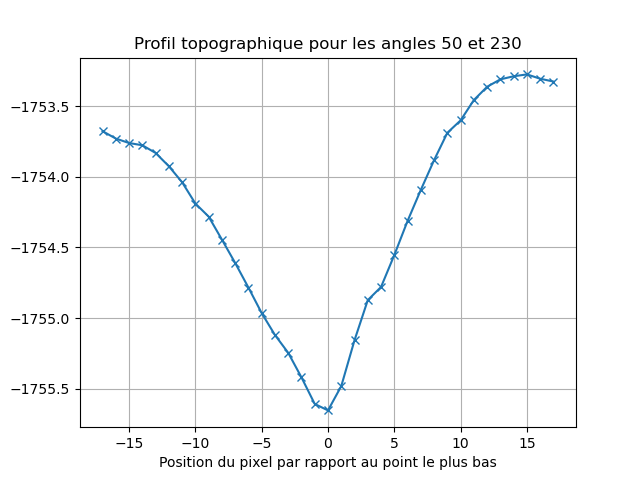 Profil topographique pour les angles 50 et 230
−1753.5
−1754.0
−1754.5
−1755.0
−1755.5
−15 −10 −5 0 5 10 15
Position du pixel par rapport au point le plus bas